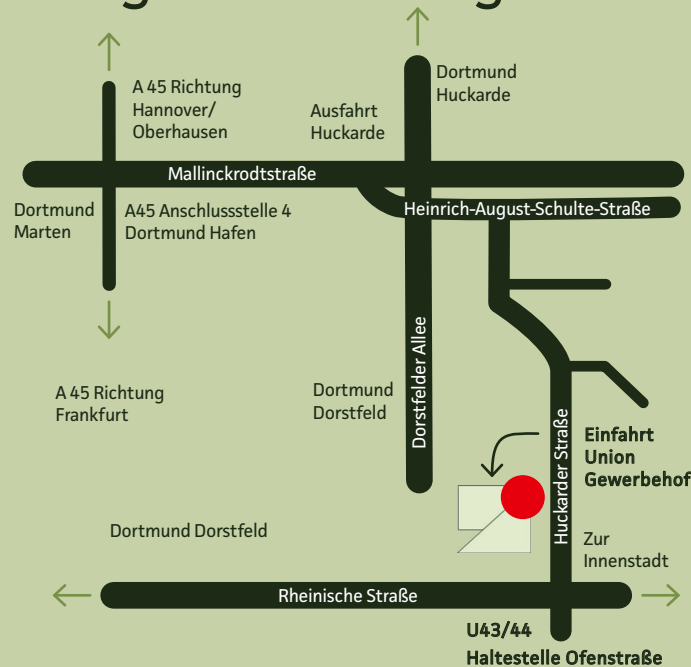 Dortmund
Huckarde
A 45 Richtung
Hannover/
Oberhausen
Ausfahrt
Huckarde
Mallinckrodtstraße
Dortmund
Marten
A45 Anschlussstelle 4
Dortmund Hafen
Heinrich-August-Schulte-Straße
A 45 Richtung
Frankfurt
Dortmund
Dorstfeld
Dorstfelder Allee
Huckarder Straße
Einfahrt
Union
Gewerbehof
Dortmund Dorstfeld
Zur
Innenstadt
Rheinische Straße
U43/44
Haltestelle Ofenstraße